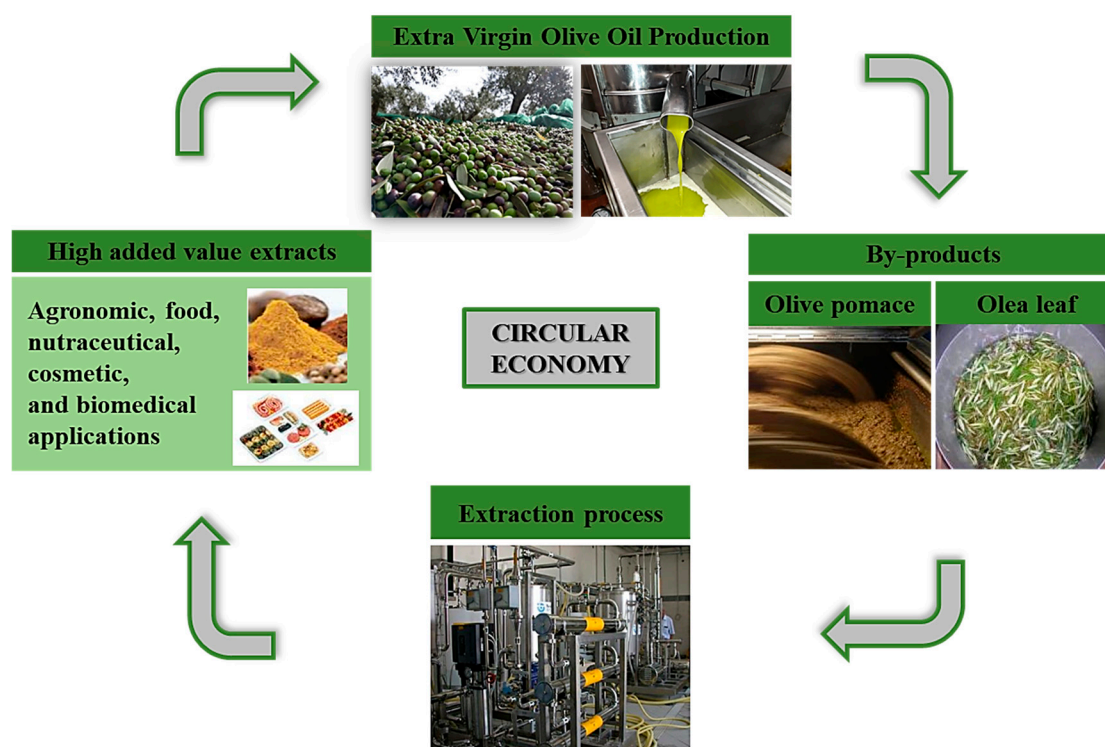 Extra Virgin Olive Oil Production
High added value extracts
Agronomic, food,
nutraceutical,
cosmetic,
and biomedical
applications
CIRCULAR
ECONOMY
By-products
Olive pomace
Olea leaf
Extraction process